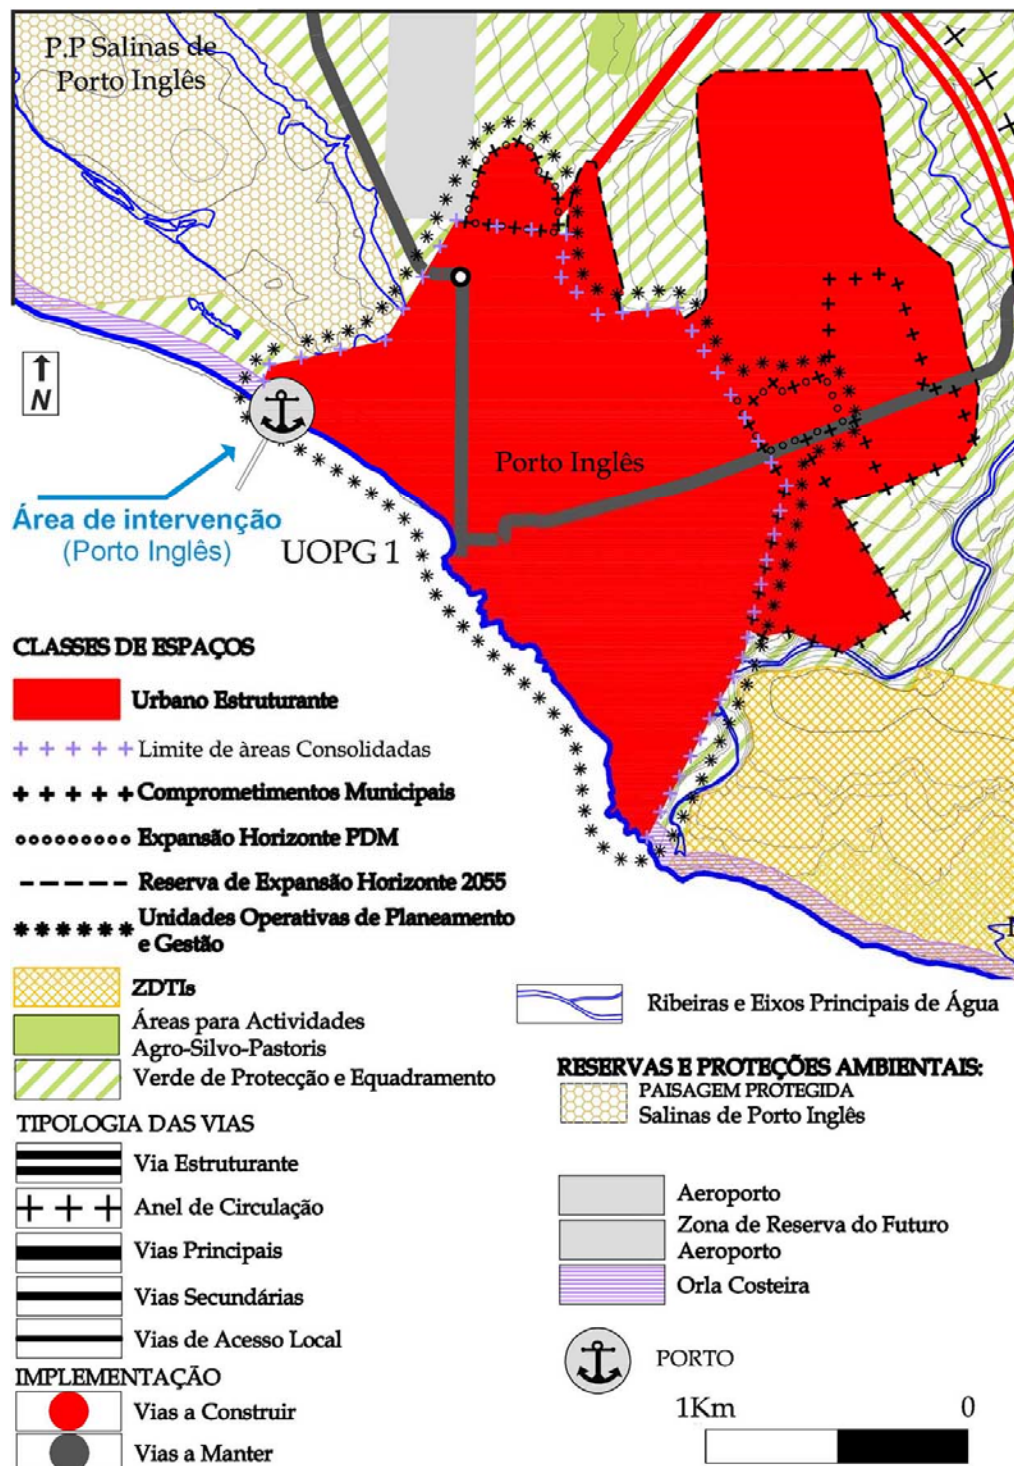 P.P Salinas de
Porto Inglês
N
Porto Inglês
Área de intervenção
(Porto Inglês)
UOPG 1
CLASSES DE ESPAÇOS
Urbano Estruturante
Limite de àreas Consolidadas
Comprometimentos Municipais
Expansão Horizonte PDM
Reserva de Expansão Horizonte 2055
Unidades Operativas de Planeamento
e Gestão
ZDTIs
Áreas para Actividades
Agro-Silvo-Pastoris
Verde de Protecção e Equadramento
TIPOLOGIA DAS VIAS
Via Estruturante
Anel de Circulação
Vias Principais
Vias Secundárias
Vias de Acesso Local
IMPLEMENTAÇÃO
Vias a Construir
Vias a Manter
Ribeiras e Eixos Principais de Água
RESERVAS E PROTEÇÕES AMBIENTAIS:
PAISAGEM PROTEGIDA
Salinas de Porto Inglês
Aeroporto
Zona de Reserva do Futuro
Aeroporto
Orla Costeira
PORTO
1Km 0